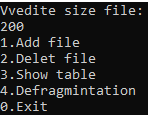 Vvedite size file:
200
1.Add file
2.Delet file
3.Show table
4.Defragmintation
0.Exit